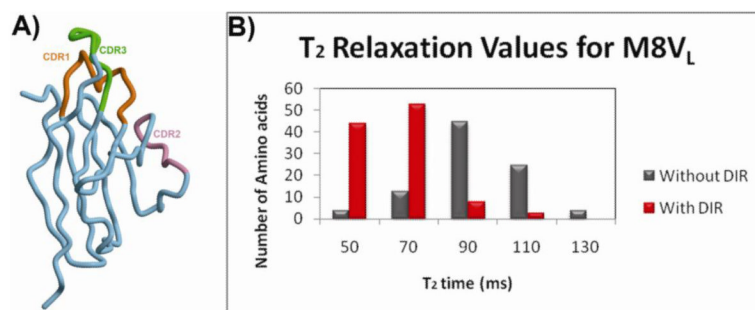 A)
CDR3
CDR1
CDR2
B)
T₂ Relaxation Values for M8V_L
Number of Amino acids
60
50
40
30
20
10
0
50 70 90 110 130
T₂ time (ms)
Without DIR
With DIR